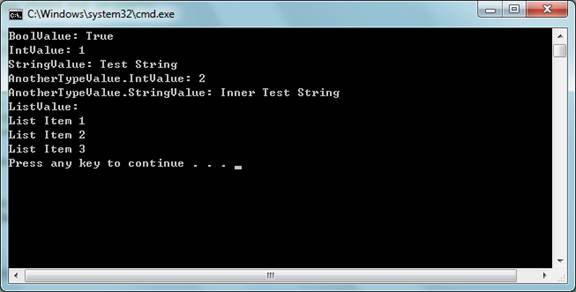 C:\Windows\system32\cmd.exe
BoolValue: True
IntValue: 1
StringValue: Test String
AnotherTypeValue.IntValue: 2
AnotherTypeValue.StringValue: Inner Test String
ListValue:
List Item 1
List Item 2
List Item 3
Press any key to continue . . .